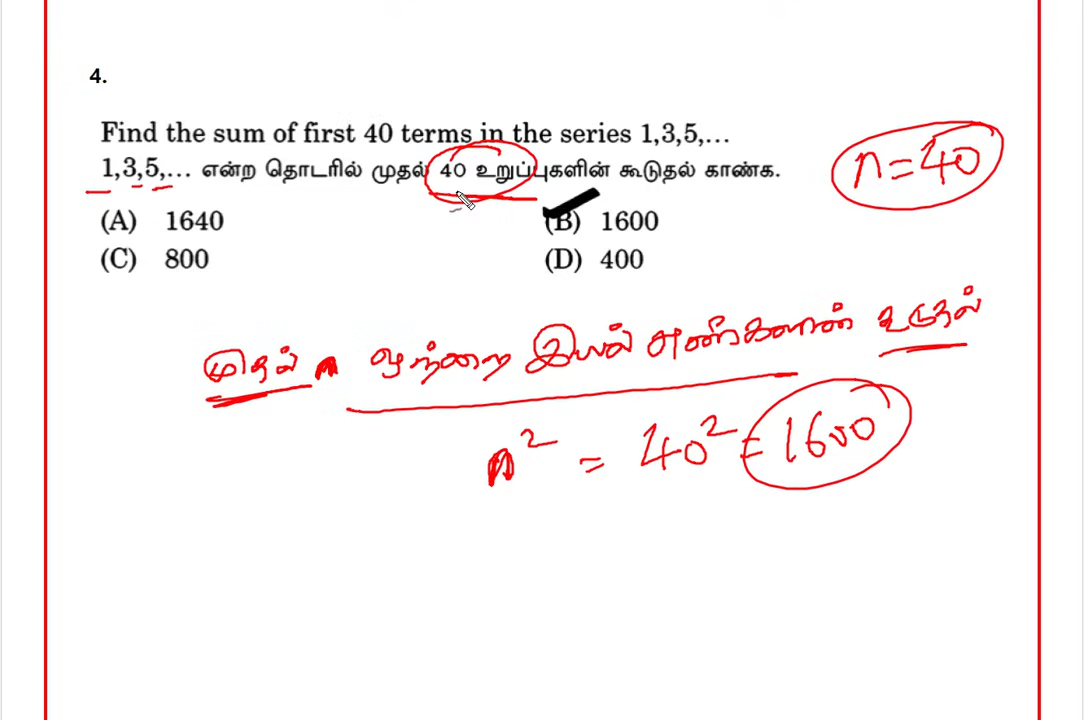 4.
Find the sum of first 40 terms in the series 1,3,5,...
1,3,5,... என்ற தொடரில் முதல் 40 உறுப்புகளின் கூடுதல் காண்க.
n=40
(A) 1640 (B) 1600
(C) 800 (D) 400
முதல் n ஒற்றை இயல் எண்களின் கூடுதல்
n² = 40² = 1600